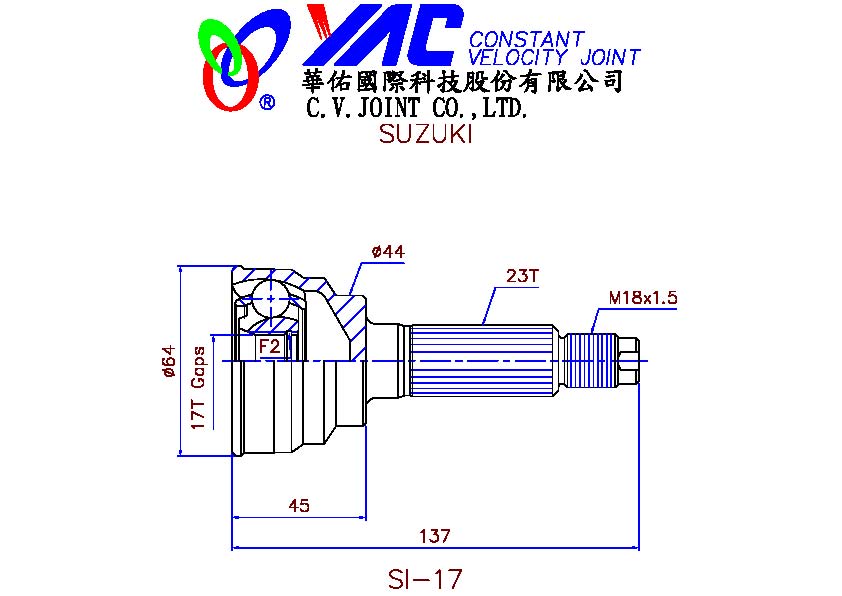 YAC CONSTANT
VELOCITY JOINT
®
華佑國際科技股份有限公司
C.V.JOINT CO.,LTD.
SUZUKI
ø44
23T
M18x1.5
F2
ø64
17T Gaps
45
137
SI-17